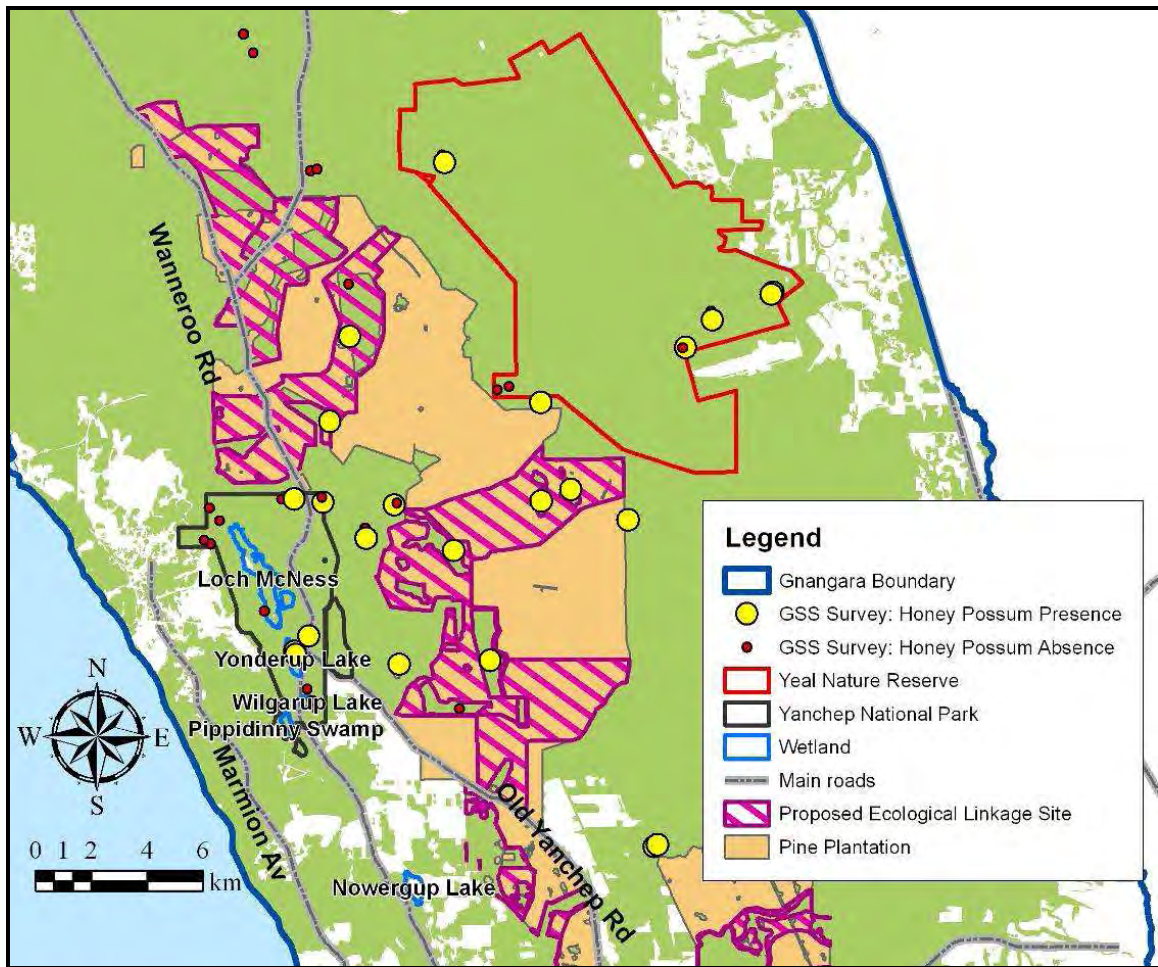 Wanneroo Rd
Loch McNess
Yonderup Lake
Wilgarup Lake
Pippidinny Swamp
Marmion Av
Old Yanchep Rd
Nowergup Lake
N
W
E
S
0 1 2 4 6
km
Legend
Gnangara Boundary
GSS Survey: Honey Possum Presence
GSS Survey: Honey Possum Absence
Yeal Nature Reserve
Yanchep National Park
Wetland
Main roads
Proposed Ecological Linkage Site
Pine Plantation